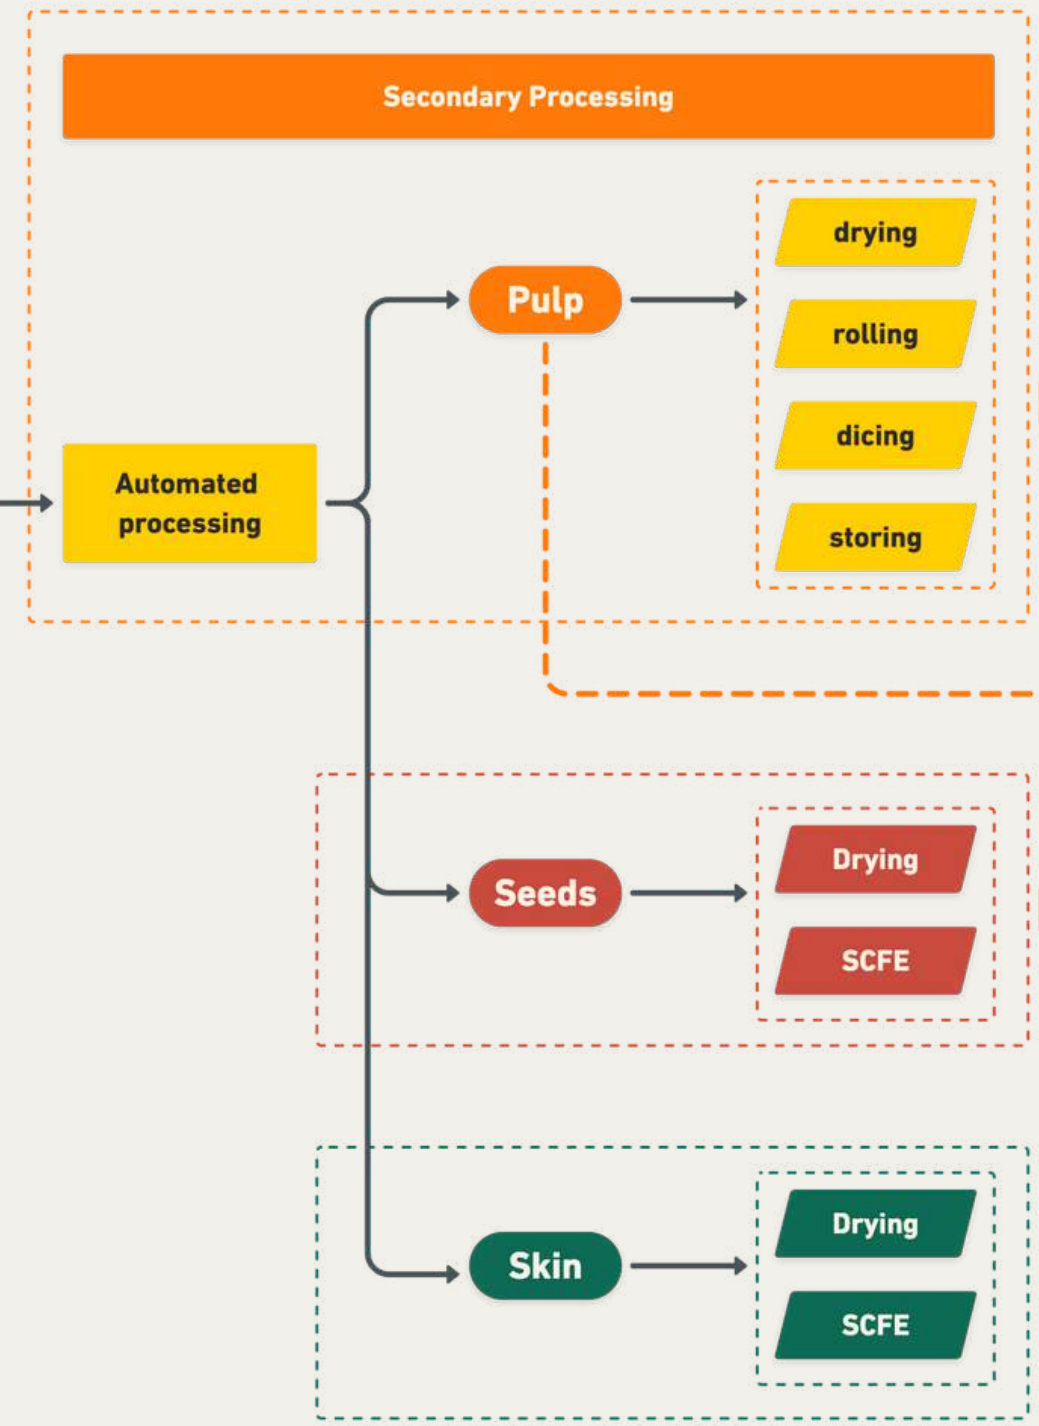 Secondary Processing
drying
Pulp
rolling
dicing
Automated
processing
storing
Drying
Seeds
SCFE
Drying
Skin
SCFE